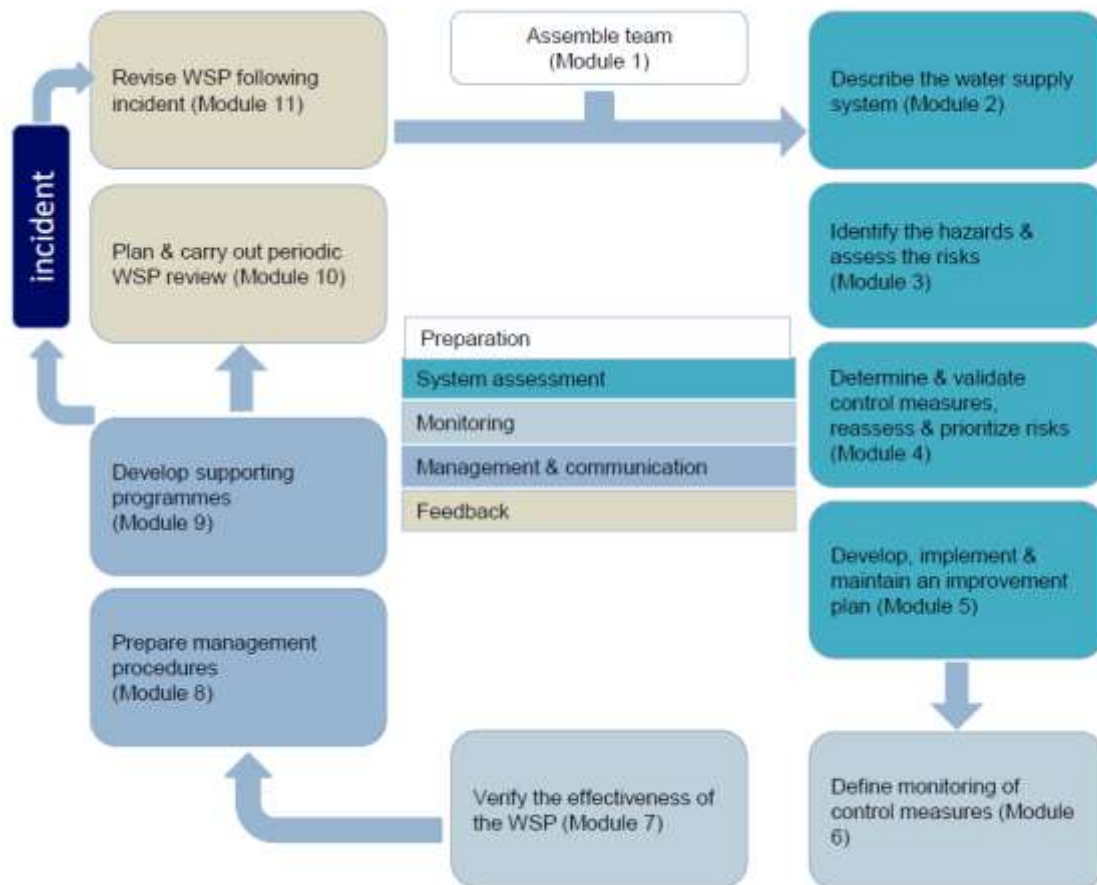 Assemble team
(Module 1)
Revise WSP following
incident (Module 11)
Describe the water supply
system (Module 2)
incident
Plan & carry out periodic
WSP review (Module 10)
Identify the hazards &
assess the risks
(Module 3)
Preparation
System assessment
Monitoring
Management & communication
Feedback
Determine & validate
control measures,
reassess & prioritize risks
(Module 4)
Develop supporting
programmes
(Module 9)
Develop, implement &
maintain an improvement
plan (Module 5)
Prepare management
procedures
(Module 8)
Verify the effectiveness of
the WSP (Module 7)
Define monitoring of
control measures (Module
6)